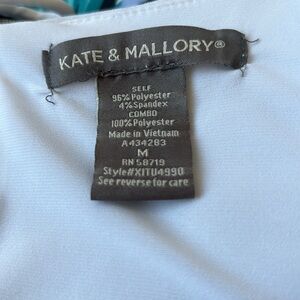 KATE & MALLORY®
SELF
96% Polyester
4% Spandex
COMBO
100% Polyester
Made in Vietnam
A434283
M
RN 58719
Style#XITU4990
See reverse for care